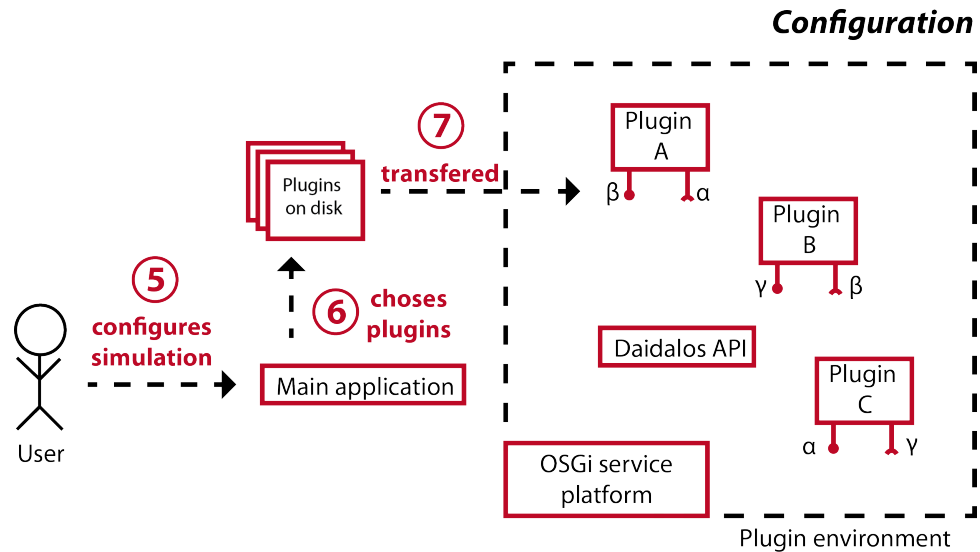 Configuration
7
transfered
Plugin
A
β
α
Plugins
on disk
Plugin
B
γ
β
5
configures
simulation
6
choses
plugins
Daidalos API
Main application
Plugin
C
α
γ
User
OSGi service
platform
Plugin environment